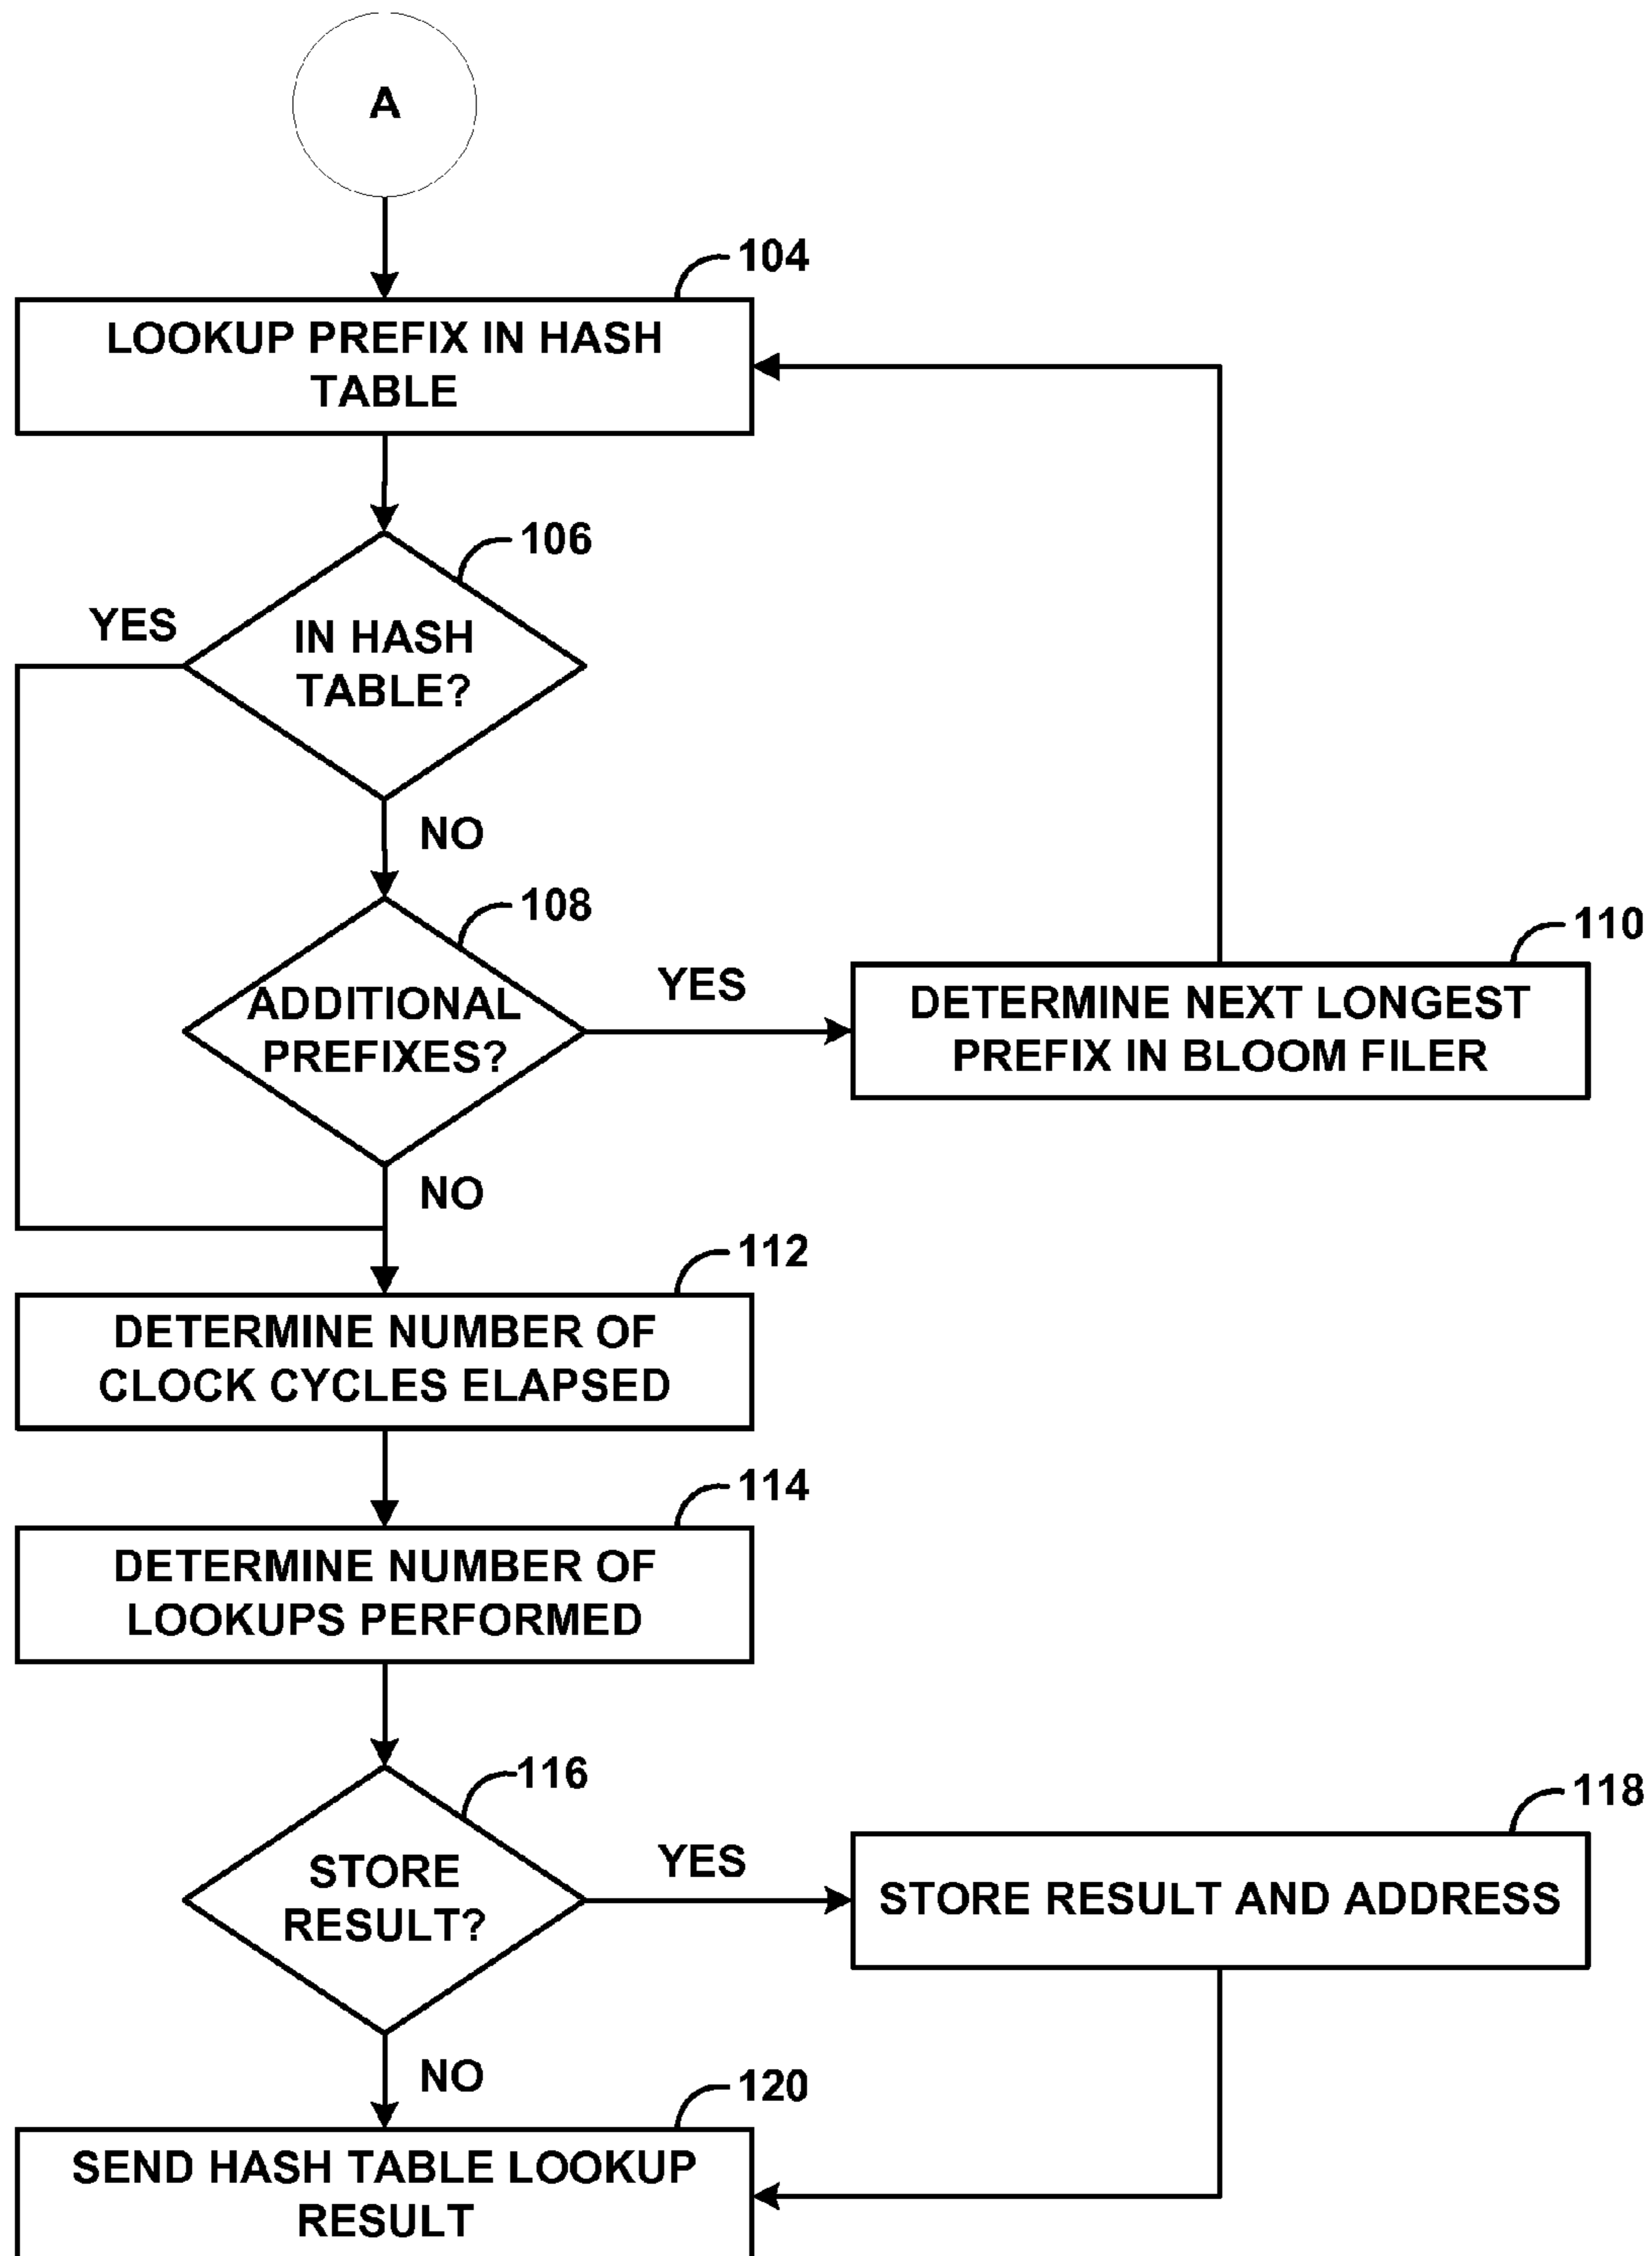 A
104
LOOKUP PREFIX IN HASH
TABLE
106
YES
IN HASH
TABLE?
NO
108
110
ADDITIONAL
PREFIXES?
YES
DETERMINE NEXT LONGEST
PREFIX IN BLOOM FILER
NO
112
DETERMINE NUMBER OF
CLOCK CYCLES ELAPSED
114
DETERMINE NUMBER OF
LOOKUPS PERFORMED
116
118
STORE
RESULT?
YES
STORE RESULT AND ADDRESS
NO
120
SEND HASH TABLE LOOKUP
RESULT